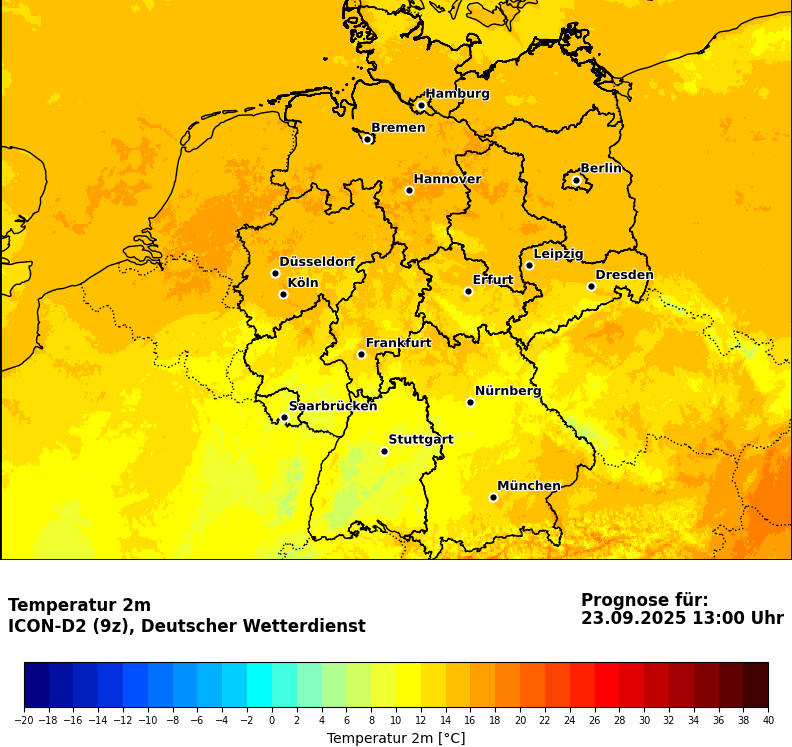 Hamburg
Bremen
Berlin
Hannover
Leipzig
Düsseldorf
Dresden
Köln
Erfurt
Frankfurt
Nürnberg
Saarbrücken
Stuttgart
München
Temperatur 2m
ICON-D2 (9z), Deutscher Wetterdienst
Prognose für:
23.09.2025 13:00 Uhr
−20 −18 −16 −14 −12 −10 −8 −6 −4 −2 0 2 4 6 8 10 12 14 16 18 20 22 24 26 28 30 32 34 36 38 40
Temperatur 2m [°C]